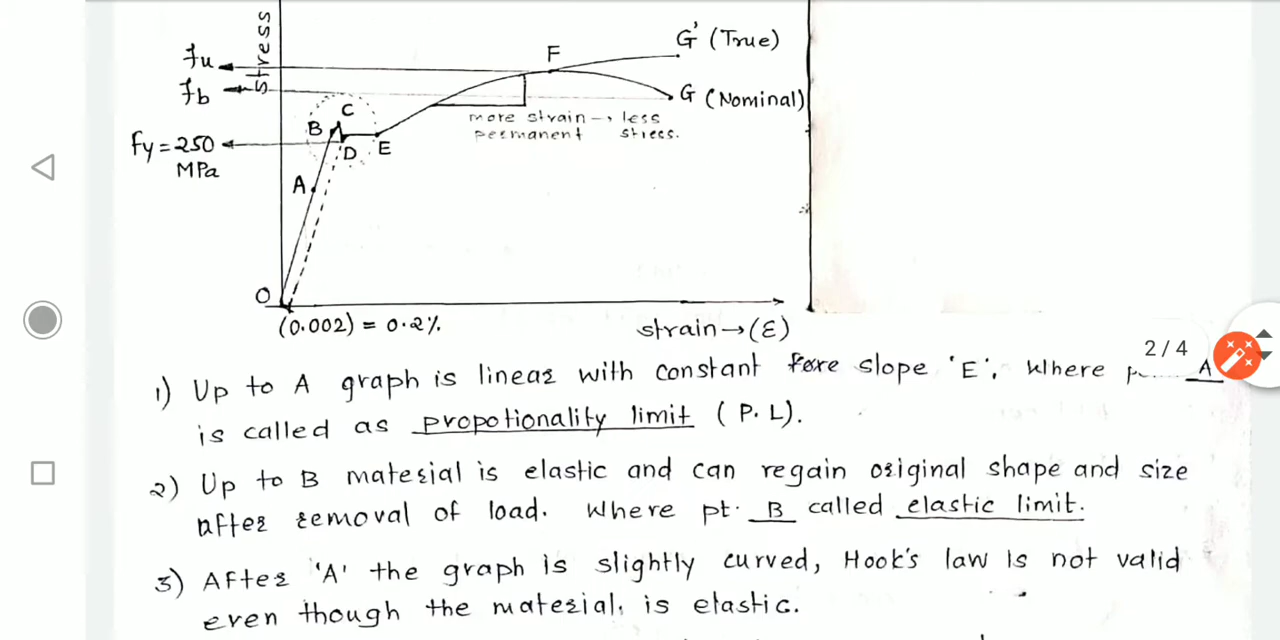 stress
fu
fb
fy = 250
MPa
G' (True)
F
G (Nominal)
C
B
D
E
more strain → less
permanent stress.
A
O
(0.002) = 0.2%
strain → (ε)
2/4
1) Up to A graph is linear with constant slope 'E'. Where A
is called as propotionality limit (P.L).
2) Up to B material is elastic and can regain original shape and size
after removal of load. Where pt. B called elastic limit.
3) After 'A' the graph is slightly curved, Hook's law is not valid
even though the material is elastic.